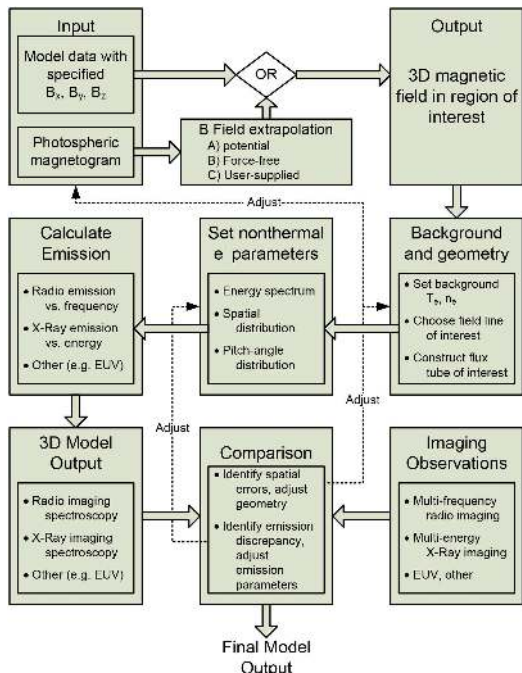 Input
Model data with
specified
Bx, By, Bz
Photospheric
magnetogram
OR
B Field extrapolation
A) potential
B) Force-free
C) User-supplied
Output
3D magnetic
field in region of
interest
Adjust
Adjust
Calculate
Emission
• Radio emission
vs. frequency
• X-Ray emission
vs. energy
• Other (e.g. EUV)
Set nonthermal
e parameters
• Energy spectrum
• Spatial
distribution
• Pitch-angle
distribution
Background
and geometry
• Set background
Te, ne
• Choose field line
of interest
• Construct flux
tube of interest
Adjust
3D Model
Output
• Radio imaging
spectroscopy
• X-Ray imaging
spectroscopy
• Other (e.g. EUV)
Comparison
• Identify spatial
errors, adjust
geometry
• Identify emission
discrepancy,
adjust
emission
parameters
Imaging
Observations
• Multi-frequency
radio imaging
• Multi-energy
X-Ray imaging
• EUV, other
Final Model
Output